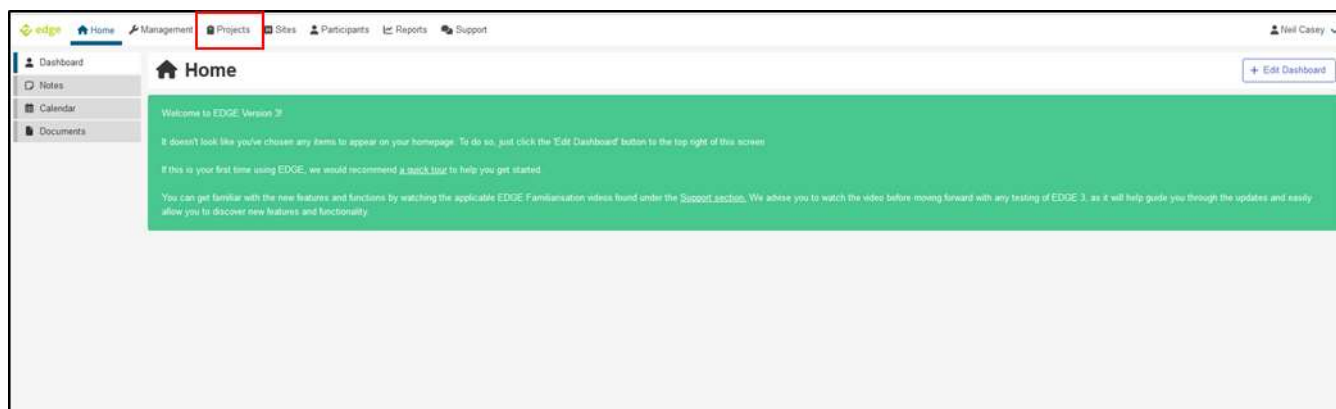 edge Home Management Projects Sites Participants Reports Support Neil Casey
Dashboard
Notes
Calendar
Documents
Home
+ Edit Dashboard
Welcome to EDGE Version 3!
It doesn't look like you've chosen any items to appear on your homepage. To do so, just click the 'Edit Dashboard' button to the top right of this screen
If this is your first time using EDGE, we would recommend a quick tour to help you get started
You can get familiar with the new features and functions by watching the applicable EDGE Familiarisation videos found under the Support section. We advise you to watch the video before moving forward with any testing of EDGE 3, as it will help guide you through the updates and easily
allow you to discover new features and functionality.